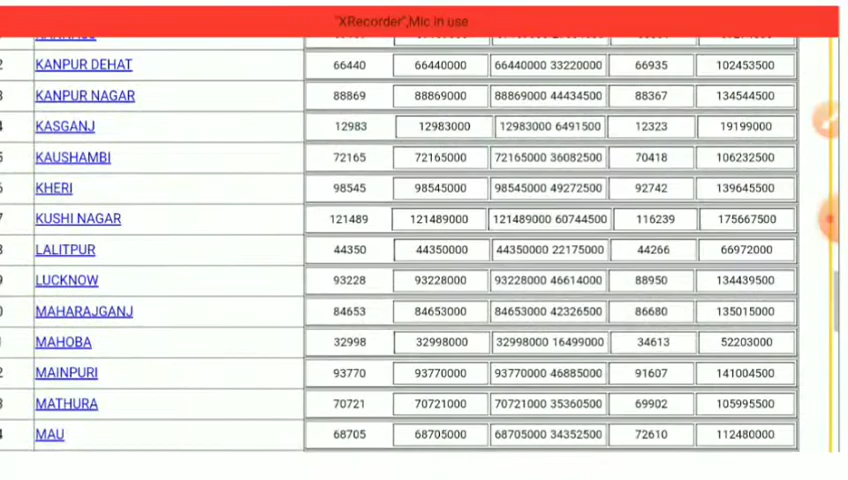 "XRecorder",Mic in use
2 KANPUR DEHAT 66440 66440000 66440000 33220000 66935 102453500
3 KANPUR NAGAR 88869 88869000 88869000 44434500 88367 134544500
4 KASGANJ 12983 12983000 12983000 6491500 12323 19199000
5 KAUSHAMBI 72165 72165000 72165000 36082500 70418 106232500
6 KHERI 98545 98545000 98545000 49272500 92742 139645500
7 KUSHI NAGAR 121489 121489000 121489000 60744500 116239 175667500
8 LALITPUR 44350 44350000 44350000 22175000 44266 66972000
9 LUCKNOW 93228 93228000 93228000 46614000 88950 134439500
0 MAHARAJGANJ 84653 84653000 84653000 42326500 86680 135015000
1 MAHOBA 32998 32998000 32998000 16499000 34613 52203000
2 MAINPURI 93770 93770000 93770000 46885000 91607 141004500
3 MATHURA 70721 70721000 70721000 35360500 69902 105995500
4 MAU 68705 68705000 68705000 34352500 72610 112480000